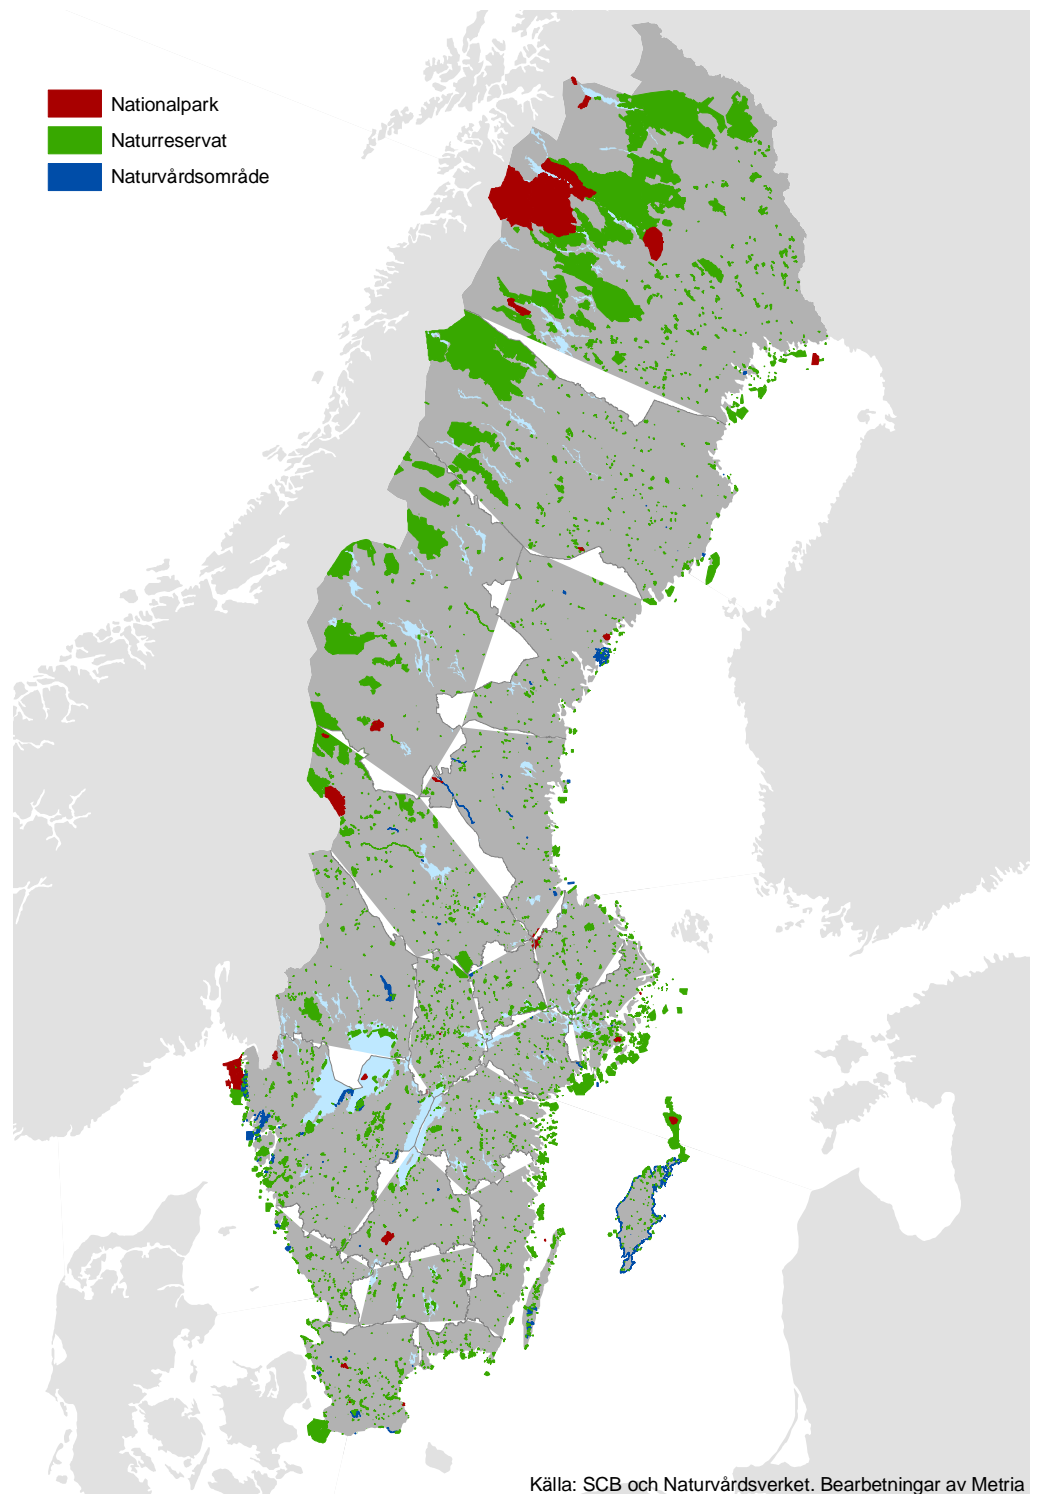 Nationalpark
Naturreservat
Naturvårdsområde
Källa: SCB och Naturvårdsverket. Bearbetningar av Metria